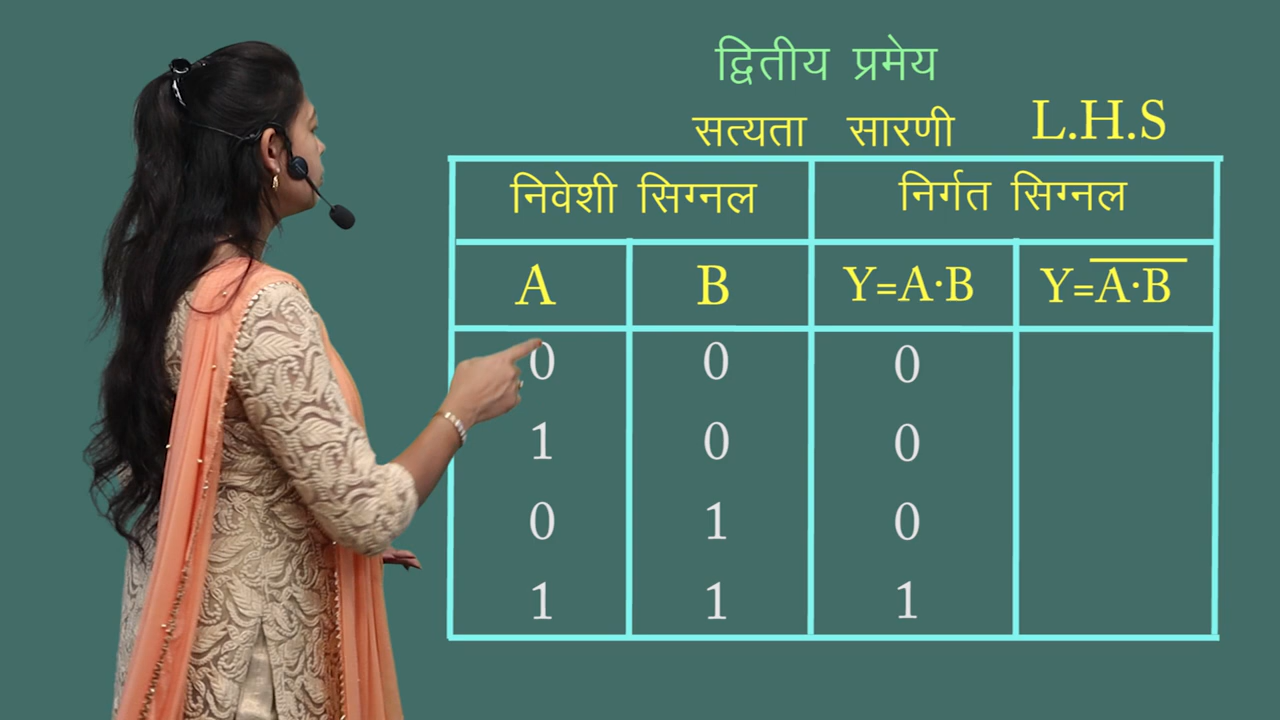 द्वितीय प्रमेय
सत्यता सारणी L.H.S
निवेशी सिग्नल निर्गत सिग्नल
A B Y=A·B Y=A̅·̅B̅
0 0 0
1 0 0
0 1 0
1 1 1